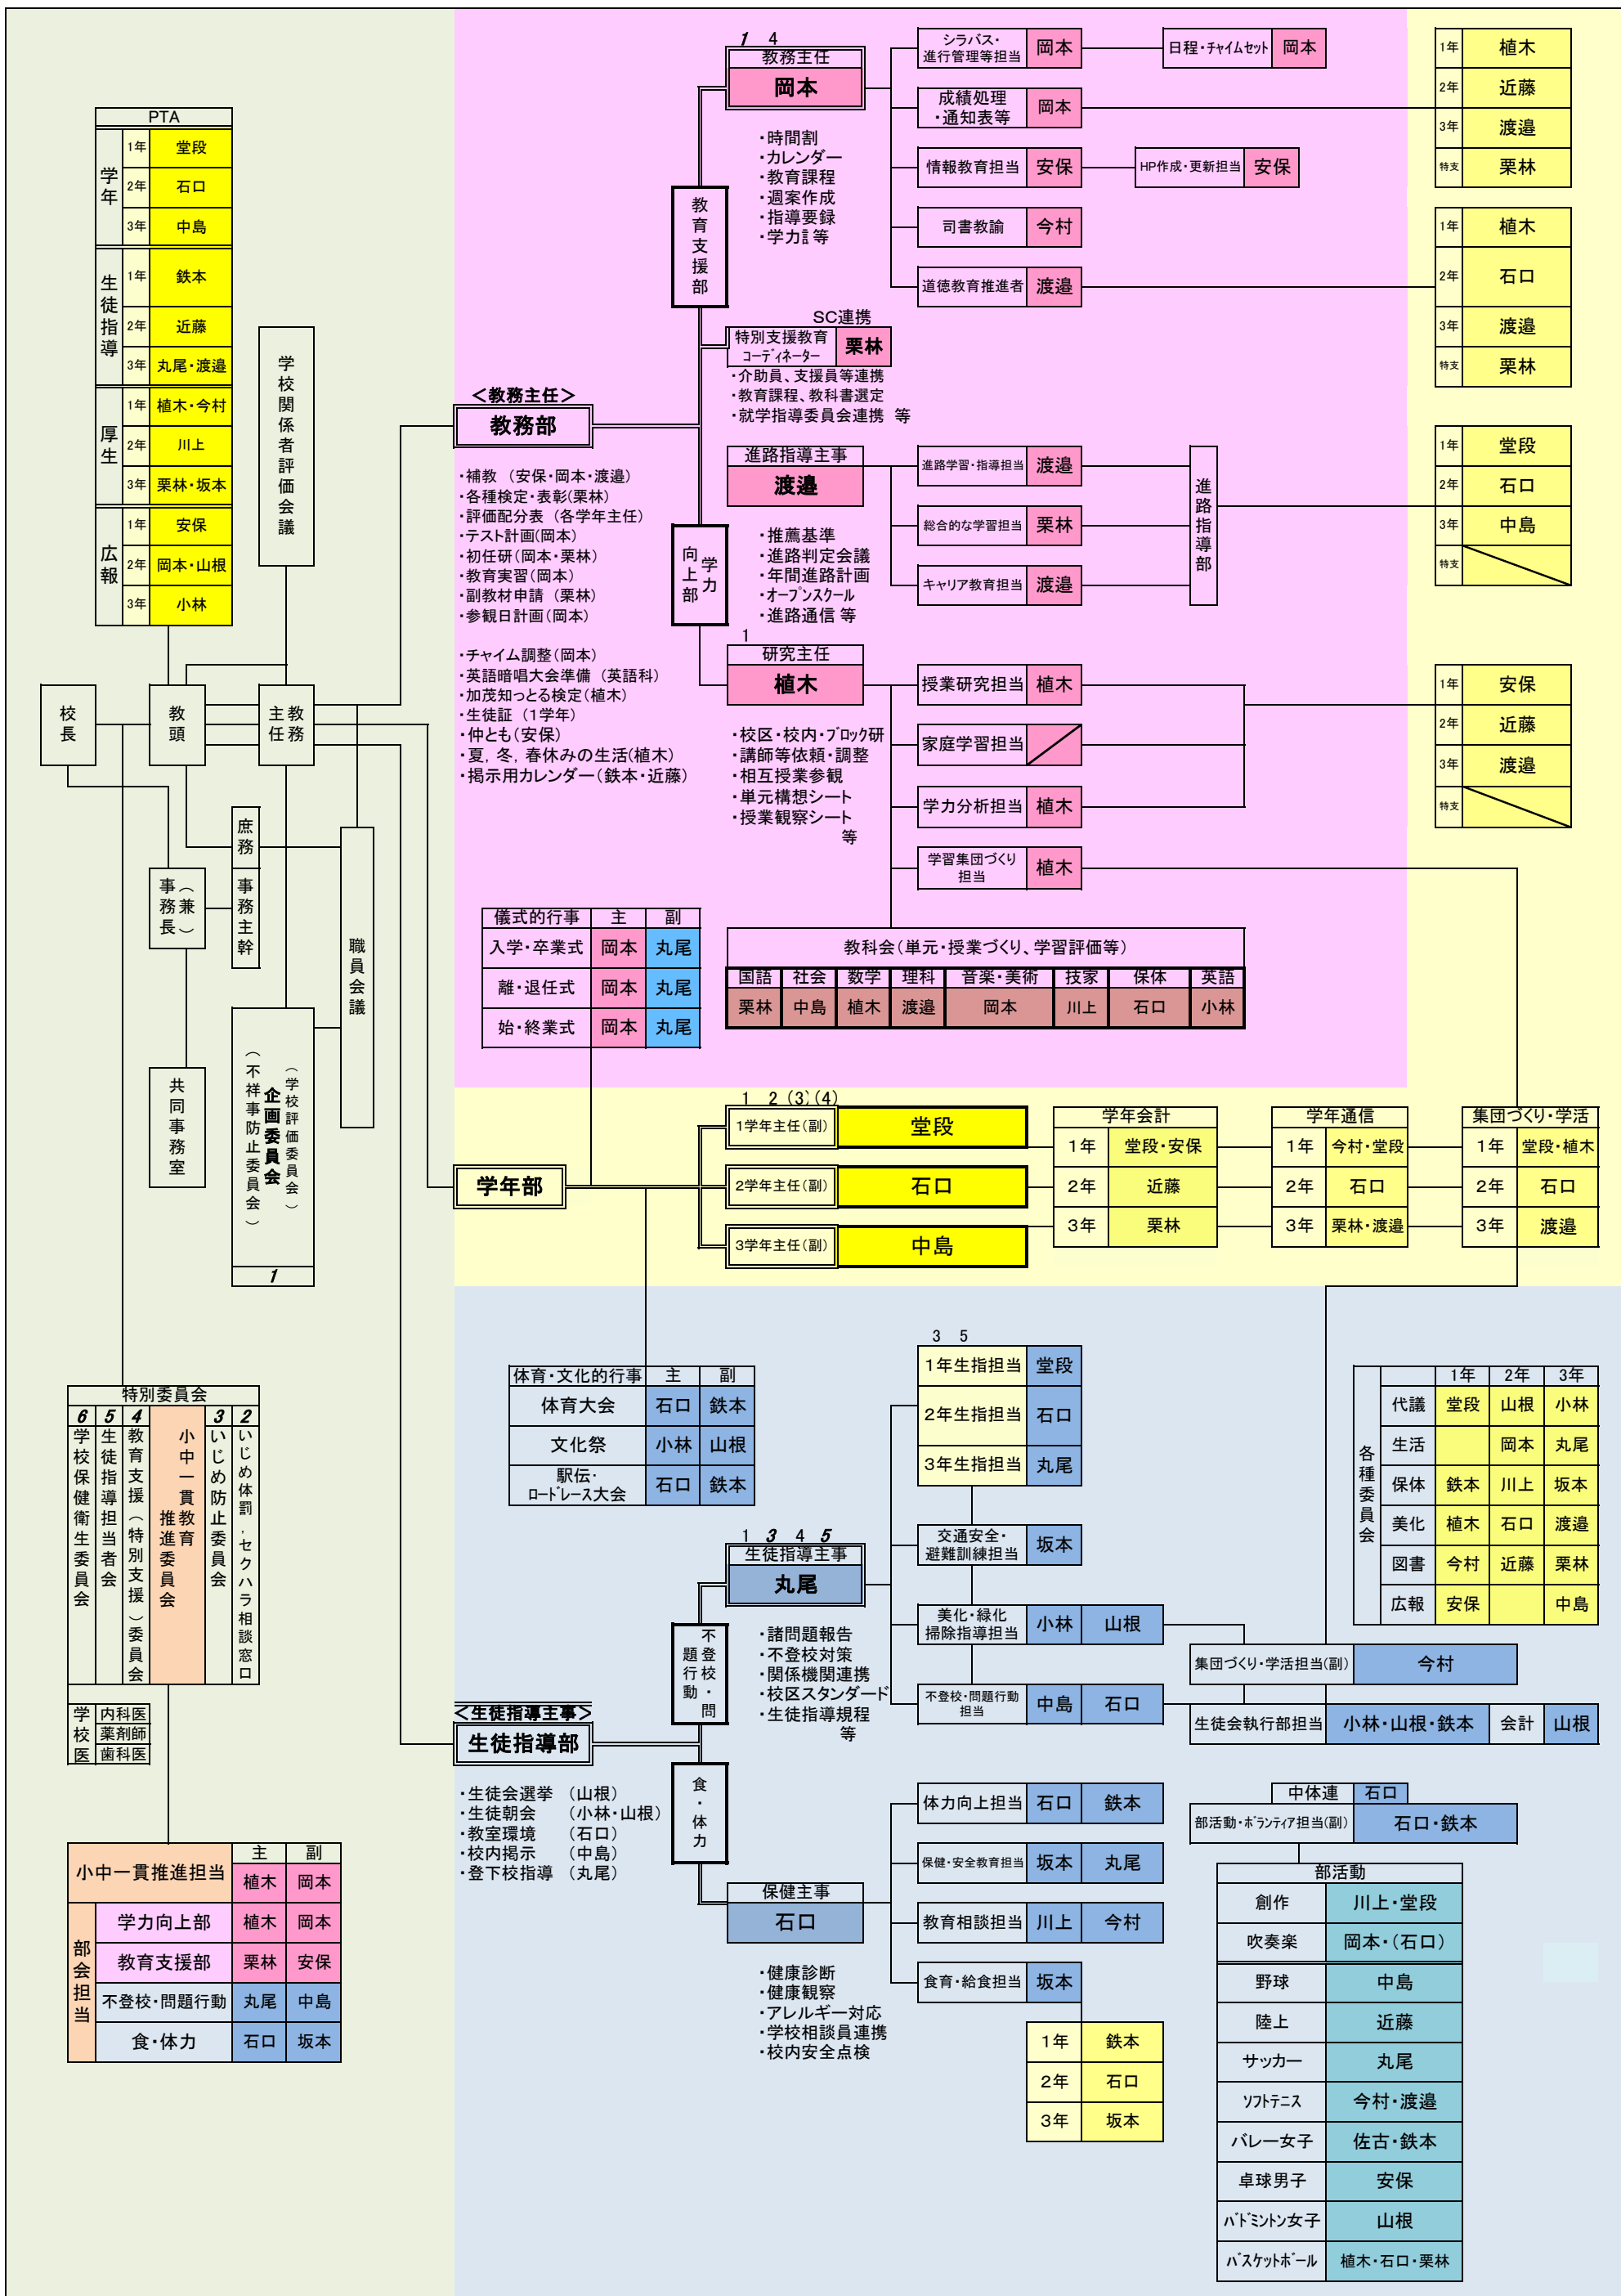 PTA
学年
1年 堂段
2年 石口
3年 中島
生徒指導
1年 鉄本
2年 近藤
3年 丸尾・渡邉
厚生
1年 植木・今村
2年 川上
3年 栗林・坂本
広報
1年 安保
2年 岡本・山根
3年 小林
学校関係者評価会議
校長
教頭
教務主任
庶務
事務主幹
事務長(兼)
共同事務室
職員会議
(学校評価委員会)
企画委員会
(不祥事防止委員会)
1
特別委員会
6 5 4 3 2
学校保健衛生委員会
生徒指導担当者会
教育支援(特別支援)委員会
小中一貫教育推進委員会
いじめ防止委員会
いじめ体罰,セクハラ相談窓口
学校医
内科医
薬剤師
歯科医
主 副
小中一貫推進担当 植木 岡本
部会担当
学力向上部 植木 岡本
教育支援部 栗林 安保
不登校・問題行動 丸尾 中島
食・体力 石口 坂本
<教務主任>
教務部
・補教 (安保・岡本・渡邉)
・各種検定・表彰(栗林)
・評価配分表 (各学年主任)
・テスト計画(岡本)
・初任研(岡本・栗林)
・教育実習(岡本)
・副教材申請 (栗林)
・参観日計画(岡本)
・チャイム調整(岡本)
・英語暗唱大会準備 (英語科)
・加茂知っとる検定(植木)
・生徒証 (1学年)
・仲とも(安保)
・夏, 冬, 春休みの生活(植木)
・掲示用カレンダー(鉄本・近藤)
教育支援部
学力向上部
1 4
教務主任
岡本
・時間割
・カレンダー
・教育課程
・週案作成
・指導要録
・学力 等
シラバス・進行管理等担当 岡本
日程・チャイムセット 岡本
成績処理・通知表等 岡本
情報教育担当 安保
HP作成・更新担当 安保
司書教諭 今村
道徳教育推進者 渡邉
1年 植木
2年 近藤
3年 渡邉
特支 栗林
1年 植木
2年 石口
3年 渡邉
特支 栗林
SC連携
特別支援教育コーディネーター 栗林
・介助員、支援員等連携
・教育課程、教科書選定
・就学指導委員会連携 等
進路指導主事
渡邉
・推薦基準
・進路判定会議
・年間進路計画
・オープンスクール
・進路通信 等
進路学習・指導担当 渡邉
総合的な学習担当 栗林
キャリア教育担当 渡邉
進路指導部
1年 堂段
2年 石口
3年 中島
特支
1
研究主任
植木
・校区・校内・ブロック研
・講師等依頼・調整
・相互授業参観
・単元構想シート
・授業観察シート
等
授業研究担当 植木
家庭学習担当
学力分析担当 植木
学習集団づくり担当 植木
1年 安保
2年 近藤
3年 渡邉
特支
儀式的行事 主 副
入学・卒業式 岡本 丸尾
離・退任式 岡本 丸尾
始・終業式 岡本 丸尾
教科会(単元・授業づくり、学習評価等)
国語 社会 数学 理科 音楽・美術 技家 保体 英語
栗林 中島 植木 渡邉 岡本 川上 石口 小林
学年部
1 2 (3)(4)
1学年主任(副) 堂段
2学年主任(副) 石口
3学年主任(副) 中島
学年会計
1年 堂段・安保
2年 近藤
3年 栗林
学年通信
1年 今村・堂段
2年 石口
3年 栗林・渡邉
集団づくり・学活
1年 堂段・植木
2年 石口
3年 渡邉
体育・文化的行事 主 副
体育大会 石口 鉄本
文化祭 小林 山根
駅伝・ロードレース大会 石口 鉄本
<生徒指導主事>
生徒指導部
・生徒会選挙 (山根)
・生徒朝会 (小林・山根)
・教室環境 (石口)
・校内掲示 (中島)
・登下校指導 (丸尾)
不登校・問題行動
食・体力
1 3 4 5
生徒指導主事
丸尾
・諸問題報告
・不登校対策
・関係機関連携
・校区スタンダード
・生徒指導規程
等
3 5
1年生指担当 堂段
2年生指担当 石口
3年生指担当 丸尾
交通安全・避難訓練担当 坂本
美化・緑化掃除指導担当 小林 山根
不登校・問題行動担当 中島 石口
各種委員会
1年 2年 3年
代議 堂段 山根 小林
生活 岡本 丸尾
保体 鉄本 川上 坂本
美化 植木 石口 渡邉
図書 今村 近藤 栗林
広報 安保 中島
集団づくり・学活担当(副) 今村
生徒会執行部担当 小林・山根・鉄本 会計 山根
保健主事
石口
・健康診断
・健康観察
・アレルギー対応
・学校相談員連携
・校内安全点検
体力向上担当 石口 鉄本
保健・安全教育担当 坂本 丸尾
教育相談担当 川上 今村
食育・給食担当 坂本
1年 鉄本
2年 石口
3年 坂本
中体連 石口
部活動・ボランティア担当(副) 石口・鉄本
部活動
創作 川上・堂段
吹奏楽 岡本・(石口)
野球 中島
陸上 近藤
サッカー 丸尾
ソフトテニス 今村・渡邉
バレー女子 佐古・鉄本
卓球男子 安保
バドミントン女子 山根
バスケットボール 植木・石口・栗林